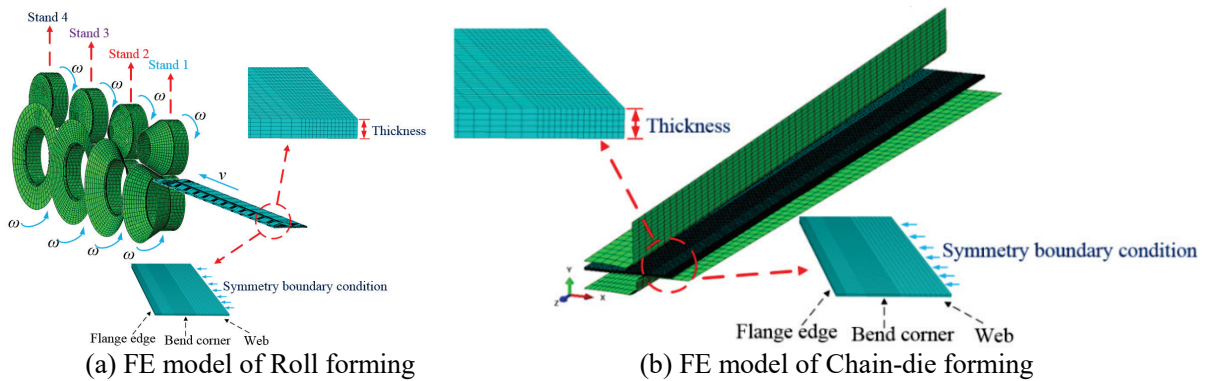 Stand 4
Stand 3
Stand 2
Stand 1
ω
ω
ω
ω
Thickness
v
ω
ω
ω
ω
Symmetry boundary condition
Flange edge
Bend corner
Web
(a) FE model of Roll forming
Thickness
Y
Z
X
Symmetry boundary condition
Flange edge
Bend corner
Web
(b) FE model of Chain-die forming